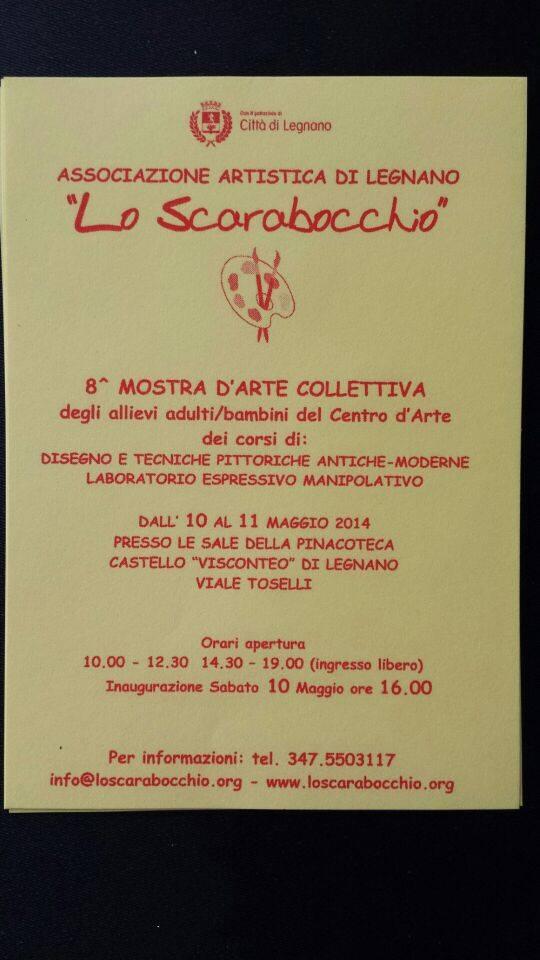 Con il patrocinio di
Città di Legnano
ASSOCIAZIONE ARTISTICA DI LEGNANO
"Lo Scarabocchio"
8^ MOSTRA D'ARTE COLLETTIVA
degli allievi adulti/bambini del Centro d'Arte
dei corsi di:
DISEGNO E TECNICHE PITTORICHE ANTICHE-MODERNE
LABORATORIO ESPRESSIVO MANIPOLATIVO
DALL' 10 AL 11 MAGGIO 2014
PRESSO LE SALE DELLA PINACOTECA
CASTELLO "VISCONTEO" DI LEGNANO
VIALE TOSELLI
Orari apertura
10.00 - 12.30 14.30 - 19.00 (ingresso libero)
Inaugurazione Sabato 10 Maggio ore 16.00
Per informazioni: tel. 347.5503117
info@loscarabocchio.org - www.loscarabocchio.org